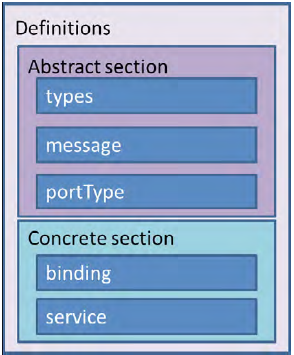 Definitions
Abstract section
types
message
portType
Concrete section
binding
service